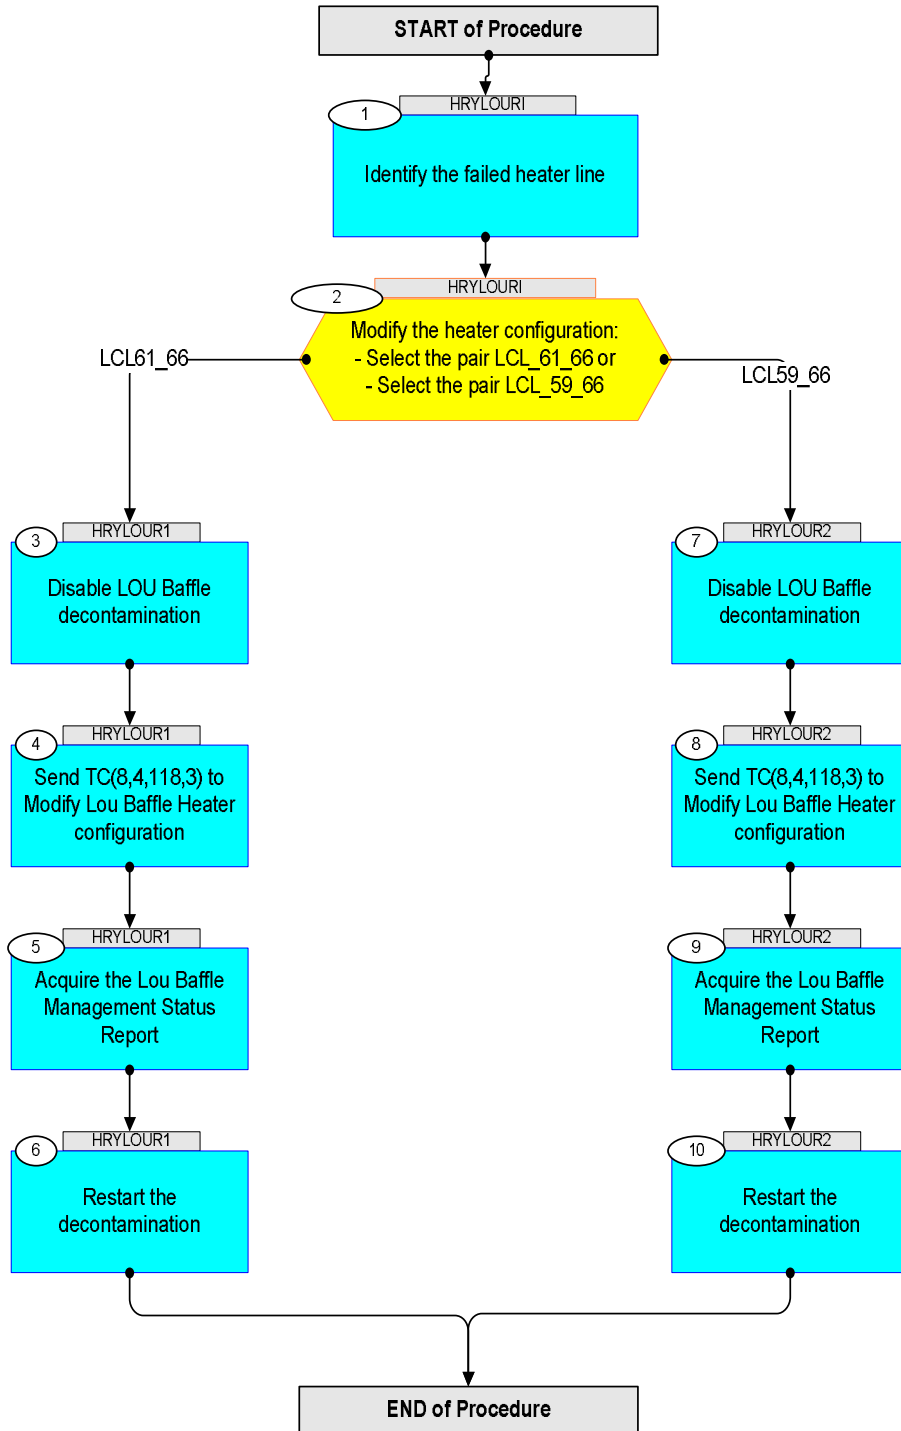 START of Procedure
HRYLOURI
1
Identify the failed heater line
HRYLOURI
2
Modify the heater configuration:
- Select the pair LCL_61_66 or
- Select the pair LCL_59_66
LCL61_66
LCL59_66
HRYLOUR1
3
Disable LOU Baffle
decontamination
HRYLOUR1
4
Send TC(8,4,118,3) to
Modify Lou Baffle Heater
configuration
HRYLOUR1
5
Acquire the Lou Baffle
Management Status
Report
HRYLOUR1
6
Restart the
decontamination
HRYLOUR2
7
Disable LOU Baffle
decontamination
HRYLOUR2
8
Send TC(8,4,118,3) to
Modify Lou Baffle Heater
configuration
HRYLOUR2
9
Acquire the Lou Baffle
Management Status
Report
HRYLOUR2
10
Restart the
decontamination
END of Procedure